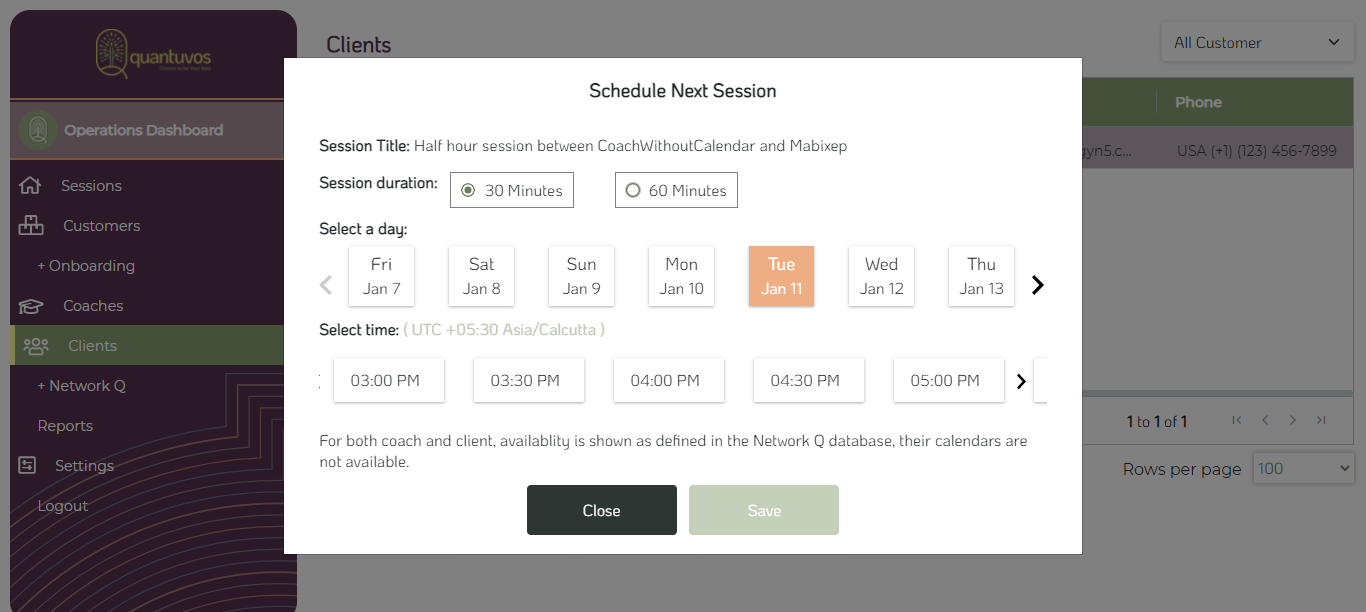 quantuvos
Operations Dashboard
Sessions
Customers
+ Onboarding
Coaches
Clients
+ Network Q
Reports
Settings
Logout
Clients
All Customer
Phone
gyn5.c... USA (+1) (123) 456-7899
1 to 1 of 1
Rows per page 100
Schedule Next Session
Session Title: Half hour session between CoachWithoutCalendar and Mabixep
Session duration: 30 Minutes 60 Minutes
Select a day:
Fri Sat Sun Mon Tue Wed Thu
Jan 7 Jan 8 Jan 9 Jan 10 Jan 11 Jan 12 Jan 13
Select time: ( UTC +05:30 Asia/Calcutta )
03:00 PM 03:30 PM 04:00 PM 04:30 PM 05:00 PM
For both coach and client, availablity is shown as defined in the Network Q database, their calendars are
not available.
Close Save